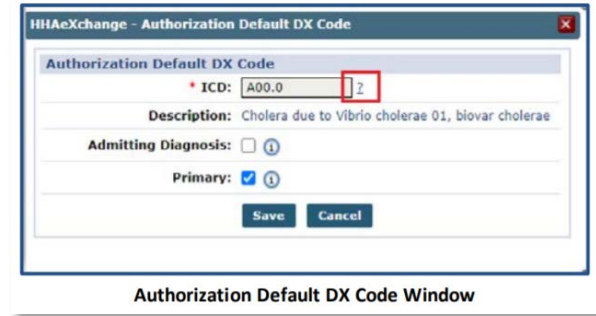 HHAeXchange - Authorization Default DX Code
Authorization Default DX Code
* ICD: A00.0 ?
Description: Cholera due to Vibrio cholerae 01, biovar cholerae
Admitting Diagnosis: i
Primary: i
Save Cancel
Authorization Default DX Code Window